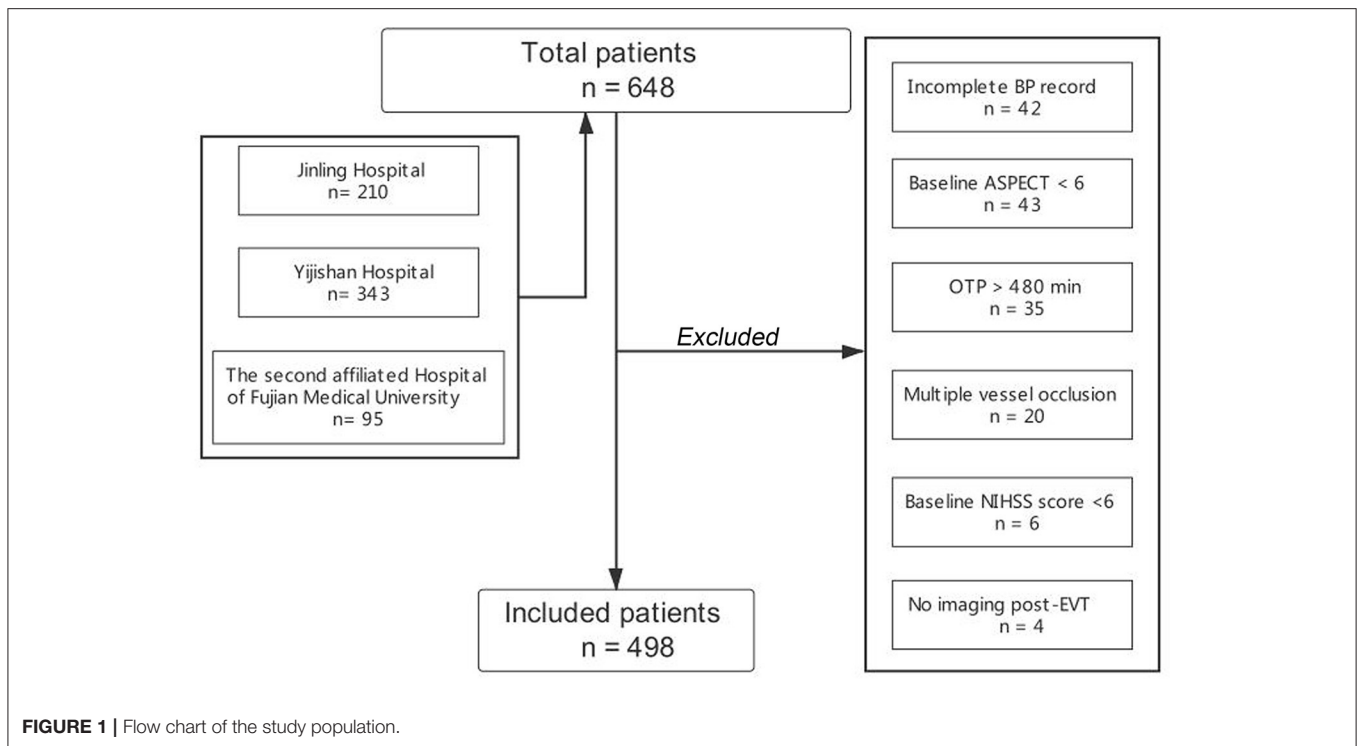 Total patients
n = 648
Jinling Hospital
n= 210
Yijishan Hospital
n= 343
The second affiliated Hospital
of Fujian Medical University
n= 95
Excluded
Incomplete BP record
n = 42
Baseline ASPECT < 6
n = 43
OTP > 480 min
n = 35
Multiple vessel occlusion
n = 20
Baseline NIHSS score <6
n = 6
No imaging post-EVT
n = 4
Included patients
n = 498
FIGURE 1 | Flow chart of the study population.